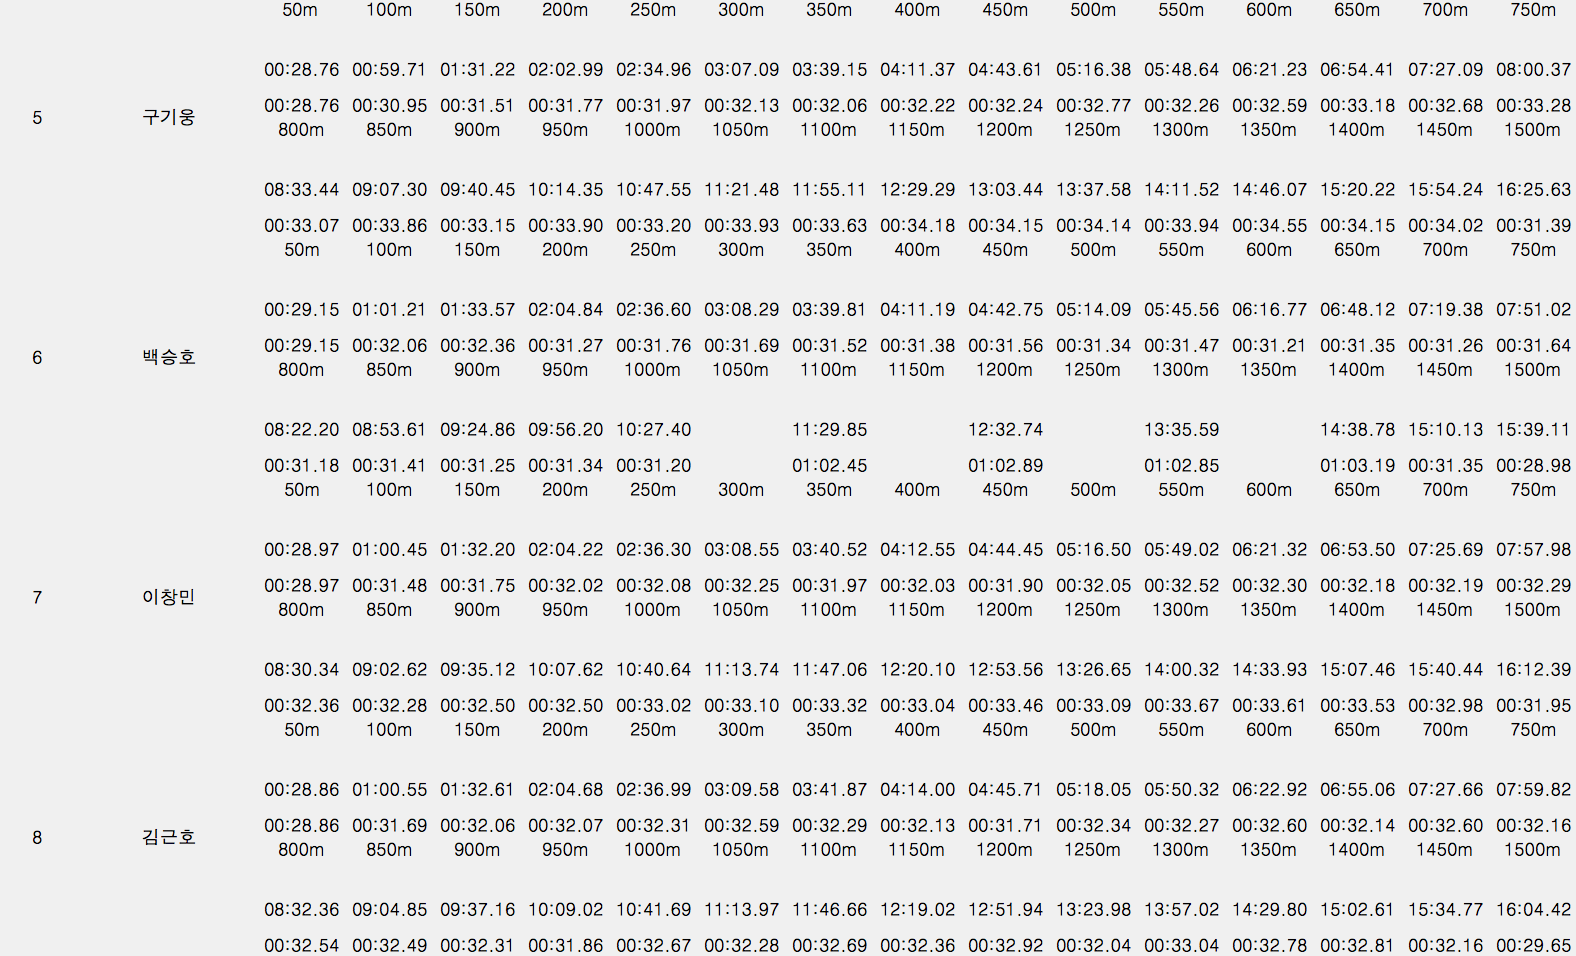 50m 100m 150m 200m 250m 300m 350m 400m 450m 500m 550m 600m 650m 700m 750m
00:28.76 00:59.71 01:31.22 02:02.99 02:34.96 03:07.09 03:39.15 04:11.37 04:43.61 05:16.38 05:48.64 06:21.23 06:54.41 07:27.09 08:00.37
00:28.76 00:30.95 00:31.51 00:31.77 00:31.97 00:32.13 00:32.06 00:32.22 00:32.24 00:32.77 00:32.26 00:32.59 00:33.18 00:32.68 00:33.28
5 구기웅
800m 850m 900m 950m 1000m 1050m 1100m 1150m 1200m 1250m 1300m 1350m 1400m 1450m 1500m
08:33.44 09:07.30 09:40.45 10:14.35 10:47.55 11:21.48 11:55.11 12:29.29 13:03.44 13:37.58 14:11.52 14:46.07 15:20.22 15:54.24 16:25.63
00:33.07 00:33.86 00:33.15 00:33.90 00:33.20 00:33.93 00:33.63 00:34.18 00:34.15 00:34.14 00:33.94 00:34.55 00:34.15 00:34.02 00:31.39
50m 100m 150m 200m 250m 300m 350m 400m 450m 500m 550m 600m 650m 700m 750m
00:29.15 01:01.21 01:33.57 02:04.84 02:36.60 03:08.29 03:39.81 04:11.19 04:42.75 05:14.09 05:45.56 06:16.77 06:48.12 07:19.38 07:51.02
00:29.15 00:32.06 00:32.36 00:31.27 00:31.76 00:31.69 00:31.52 00:31.38 00:31.56 00:31.34 00:31.47 00:31.21 00:31.35 00:31.26 00:31.64
6 백승호
800m 850m 900m 950m 1000m 1050m 1100m 1150m 1200m 1250m 1300m 1350m 1400m 1450m 1500m
08:22.20 08:53.61 09:24.86 09:56.20 10:27.40 11:29.85 12:32.74 13:35.59 14:38.78 15:10.13 15:39.11
00:31.18 00:31.41 00:31.25 00:31.34 00:31.20 01:02.45 01:02.89 01:02.85 01:03.19 00:31.35 00:28.98
50m 100m 150m 200m 250m 300m 350m 400m 450m 500m 550m 600m 650m 700m 750m
00:28.97 01:00.45 01:32.20 02:04.22 02:36.30 03:08.55 03:40.52 04:12.55 04:44.45 05:16.50 05:49.02 06:21.32 06:53.50 07:25.69 07:57.98
00:28.97 00:31.48 00:31.75 00:32.02 00:32.08 00:32.25 00:31.97 00:32.03 00:31.90 00:32.05 00:32.52 00:32.30 00:32.18 00:32.19 00:32.29
7 이창민
800m 850m 900m 950m 1000m 1050m 1100m 1150m 1200m 1250m 1300m 1350m 1400m 1450m 1500m
08:30.34 09:02.62 09:35.12 10:07.62 10:40.64 11:13.74 11:47.06 12:20.10 12:53.56 13:26.65 14:00.32 14:33.93 15:07.46 15:40.44 16:12.39
00:32.36 00:32.28 00:32.50 00:32.50 00:33.02 00:33.10 00:33.32 00:33.04 00:33.46 00:33.09 00:33.67 00:33.61 00:33.53 00:32.98 00:31.95
50m 100m 150m 200m 250m 300m 350m 400m 450m 500m 550m 600m 650m 700m 750m
00:28.86 01:00.55 01:32.61 02:04.68 02:36.99 03:09.58 03:41.87 04:14.00 04:45.71 05:18.05 05:50.32 06:22.92 06:55.06 07:27.66 07:59.82
00:28.86 00:31.69 00:32.06 00:32.07 00:32.31 00:32.59 00:32.29 00:32.13 00:31.71 00:32.34 00:32.27 00:32.60 00:32.14 00:32.60 00:32.16
8 김근호
800m 850m 900m 950m 1000m 1050m 1100m 1150m 1200m 1250m 1300m 1350m 1400m 1450m 1500m
08:32.36 09:04.85 09:37.16 10:09.02 10:41.69 11:13.97 11:46.66 12:19.02 12:51.94 13:23.98 13:57.02 14:29.80 15:02.61 15:34.77 16:04.42
00:32.54 00:32.49 00:32.31 00:31.86 00:32.67 00:32.28 00:32.69 00:32.36 00:32.92 00:32.04 00:33.04 00:32.78 00:32.81 00:32.16 00:29.65